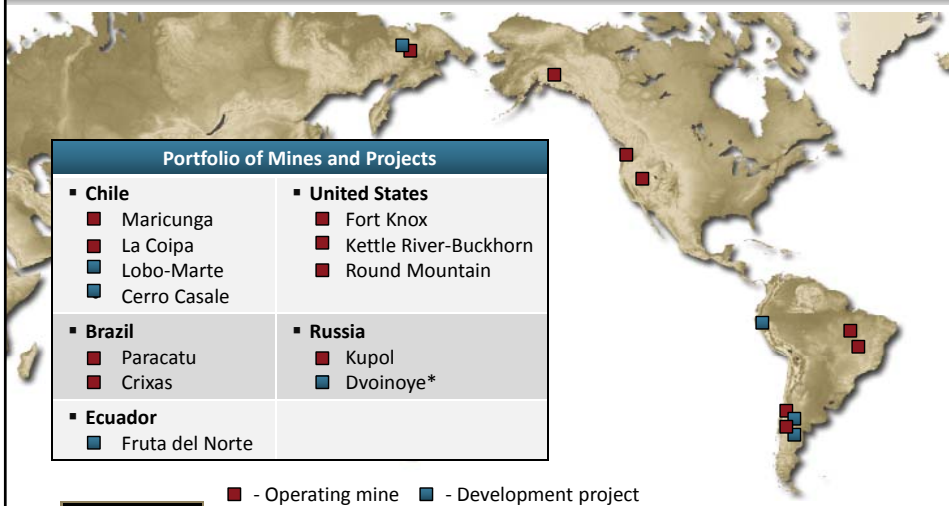 Portfolio of Mines and Projects
▪ Chile
Maricunga
La Coipa
Lobo-Marte
Cerro Casale
▪ United States
Fort Knox
Kettle River-Buckhorn
Round Mountain
▪ Brazil
Paracatu
Crixas
▪ Russia
Kupol
Dvoinoye*
▪ Ecuador
Fruta del Norte
- Operating mine - Development project